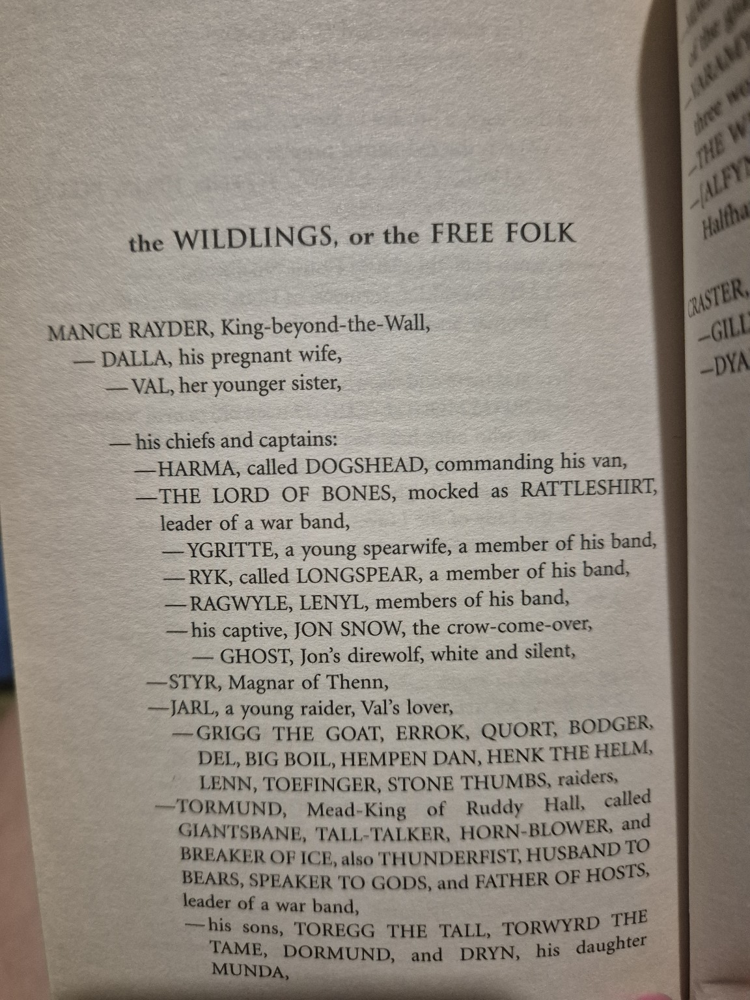 the WILDLINGS, or the FREE FOLK
MANCE RAYDER, King-beyond-the-Wall,
— DALLA, his pregnant wife,
— VAL, her younger sister,
— his chiefs and captains:
—HARMA, called DOGSHEAD, commanding his van,
—THE LORD OF BONES, mocked as RATTLESHIRT,
leader of a war band,
—YGRITTE, a young spearwife, a member of his band,
—RYK, called LONGSPEAR, a member of his band,
—RAGWYLE, LENYL, members of his band,
—his captive, JON SNOW, the crow-come-over,
— GHOST, Jon's direwolf, white and silent,
—STYR, Magnar of Thenn,
—JARL, a young raider, Val's lover,
—GRIGG THE GOAT, ERROK, QUORT, BODGER,
DEL, BIG BOIL, HEMPEN DAN, HENK THE HELM,
LENN, TOEFINGER, STONE THUMBS, raiders,
—TORMUND, Mead-King of Ruddy Hall, called
GIANTSBANE, TALL-TALKER, HORN-BLOWER, and
BREAKER OF ICE, also THUNDERFIST, HUSBAND TO
BEARS, SPEAKER TO GODS, and FATHER OF HOSTS,
leader of a war band,
—his sons, TOREGG THE TALL, TORWYRD THE
TAME, DORMUND, and DRYN, his daughter
MUNDA,
of the
three
—THE
CRASTER,